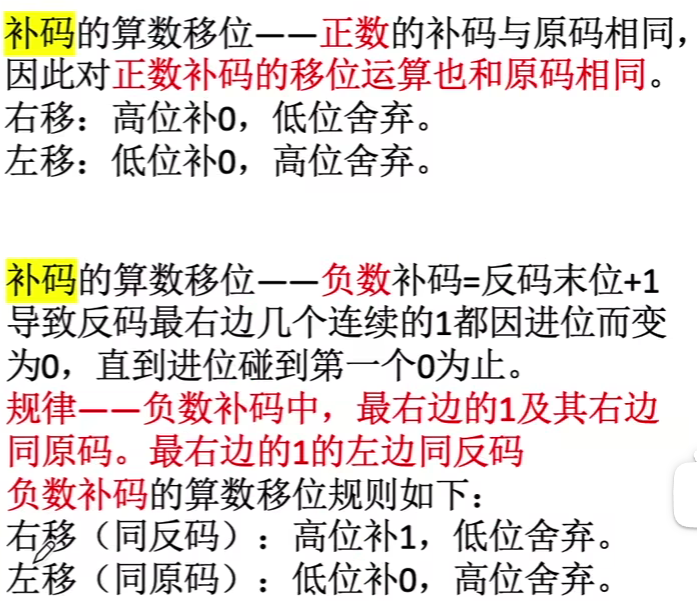 补码的算数移位——正数的补码与原码相同，
因此对正数补码的移位运算也和原码相同。
右移：高位补0，低位舍弃。
左移：低位补0，高位舍弃。
补码的算数移位——负数补码=反码末位+1
导致反码最右边几个连续的1都因进位而变
为0，直到进位碰到第一个0为止。
规律——负数补码中，最右边的1及其右边
同原码。最右边的1的左边同反码
负数补码的算数移位规则如下：
右移（同反码）：高位补1，低位舍弃。
左移（同原码）：低位补0，高位舍弃。